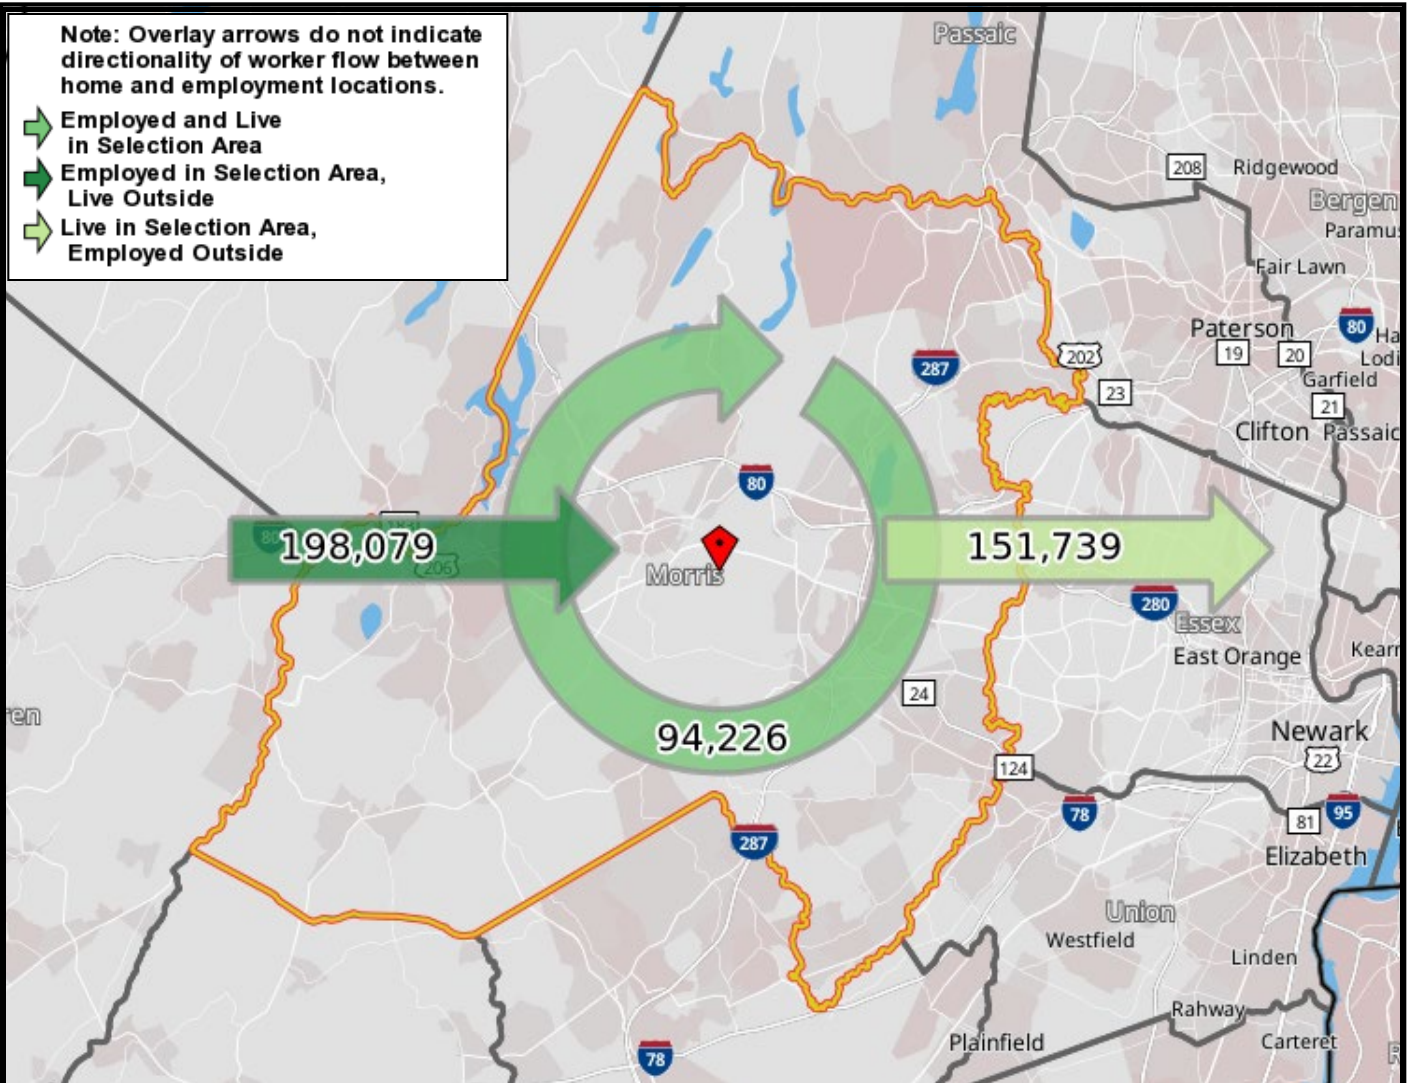 Note: Overlay arrows do not indicate
directionality of worker flow between
home and employment locations.
Employed and Live
in Selection Area
Employed in Selection Area,
Live Outside
Live in Selection Area,
Employed Outside
Passaic
208
Ridgewood
Bergen
Paramus
Fair Lawn
80
Paterson
Ha
19
20
Lodi
202
287
Garfield
23
21
Clifton
Passaic
80
80
198,079
206
151,739
Morris
280
Essex
East Orange
Kearn
24
ren
Newark
94,226
22
124
78
95
81
287
Elizabeth
Union
Westfield
Linden
Rahway
Plainfield
Carteret
78
R